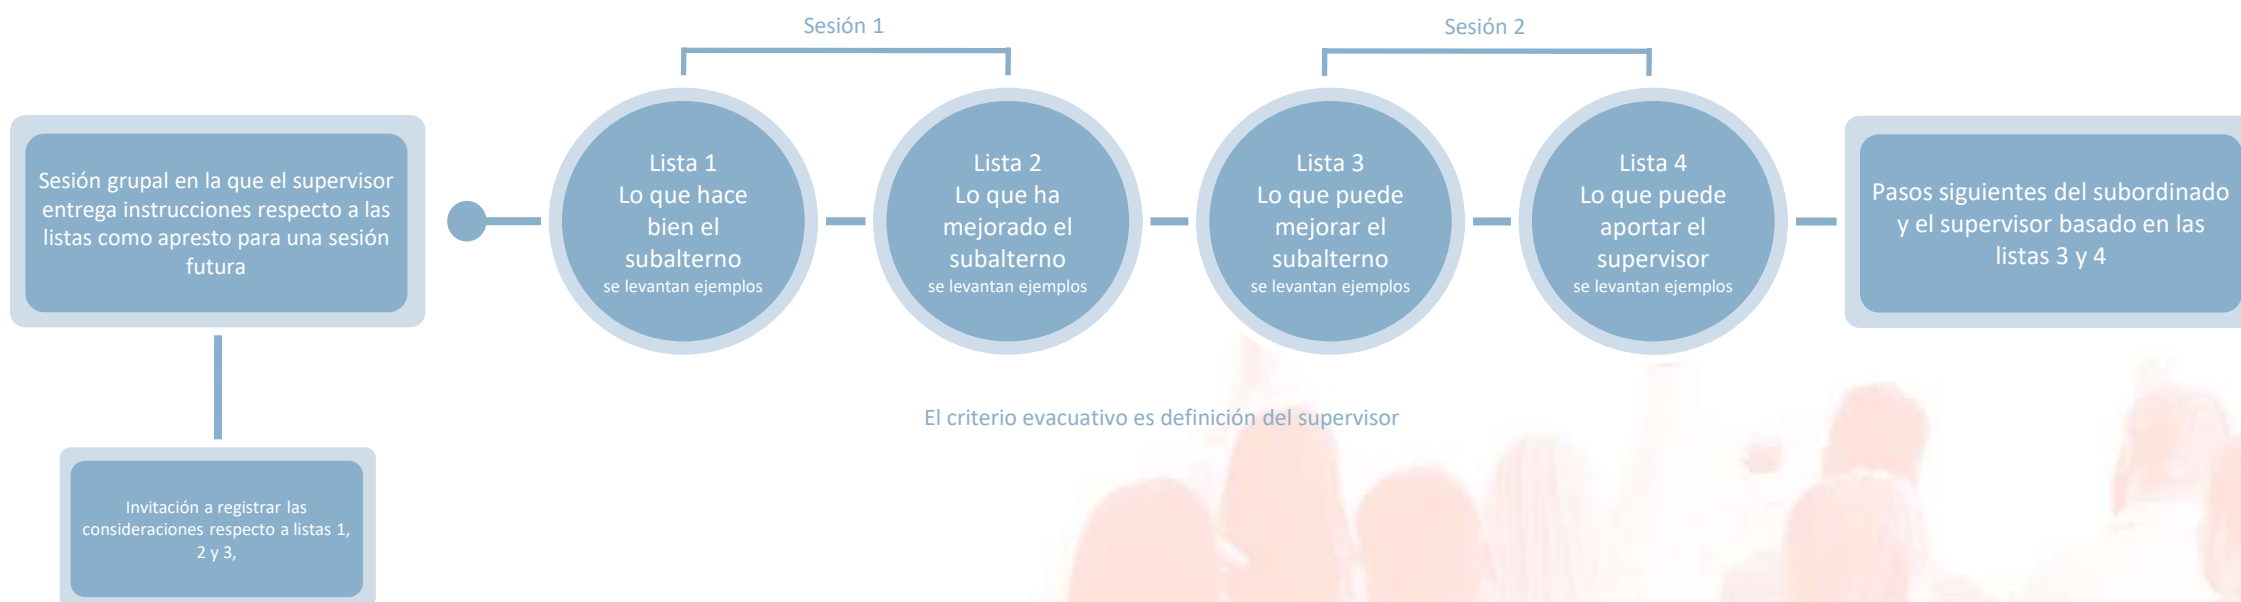 Sesión 1
Sesión 2
Sesión grupal en la que el supervisor
entrega instrucciones respecto a las
listas como apresto para una sesión
futura
Lista 1
Lo que hace
bien el
subalterno
se levantan ejemplos
Lista 2
Lo que ha
mejorado el
subalterno
se levantan ejemplos
Lista 3
Lo que puede
mejorar el
subalterno
se levantan ejemplos
Lista 4
Lo que puede
aportar el
supervisor
se levantan ejemplos
Pasos siguientes del subordinado
y el supervisor basado en las
listas 3 y 4
El criterio evacuativo es definición del supervisor
Invitación a registrar las
consideraciones respecto a listas 1,
2 y 3,